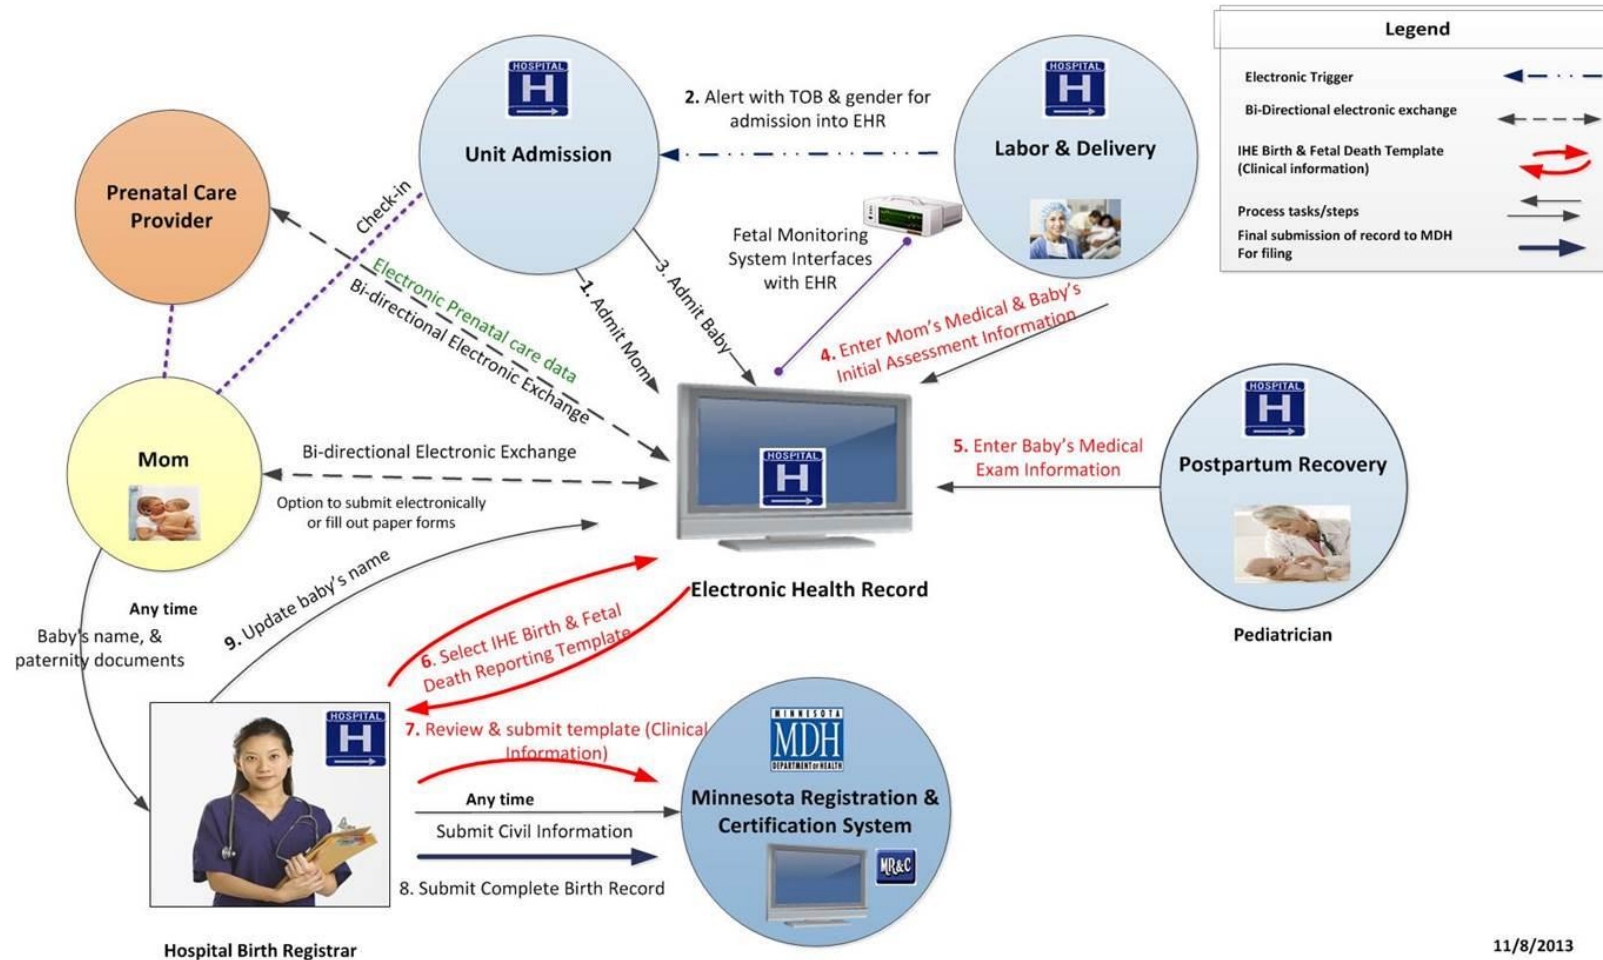 Legend
Electronic Trigger
Bi-Directional electronic exchange
IHE Birth & Fetal Death Template
(Clinical information)
Process tasks/steps
Final submission of record to MDH
For filing
HOSPITAL
H
Unit Admission
2. Alert with TOB & gender for
admission into EHR
HOSPITAL
H
Labor & Delivery
Prenatal Care
Provider
Check-in
Electronic Prenatal care data
Bi-directional Electronic Exchange
1. Admit Mom
3. Admit Baby
Fetal Monitoring
System Interfaces
with EHR
4. Enter Mom's Medical & Baby's
Initial Assessment Information
Mom
Bi-directional Electronic Exchange
Option to submit electronically
or fill out paper forms
HOSPITAL
H
Electronic Health Record
5. Enter Baby's Medical
Exam Information
HOSPITAL
H
Postpartum Recovery
Pediatrician
Any time
Baby's name, &
paternity documents
9. Update baby's name
6. Select IHE Birth & Fetal
Death Reporting Template
HOSPITAL
H
7. Review & submit template (Clinical
Information)
Any time
Submit Civil Information
8. Submit Complete Birth Record
MINNESOTA
MDH
DEPARTMENT OF HEALTH
Minnesota Registration &
Certification System
MR&C
Hospital Birth Registrar
11/8/2013